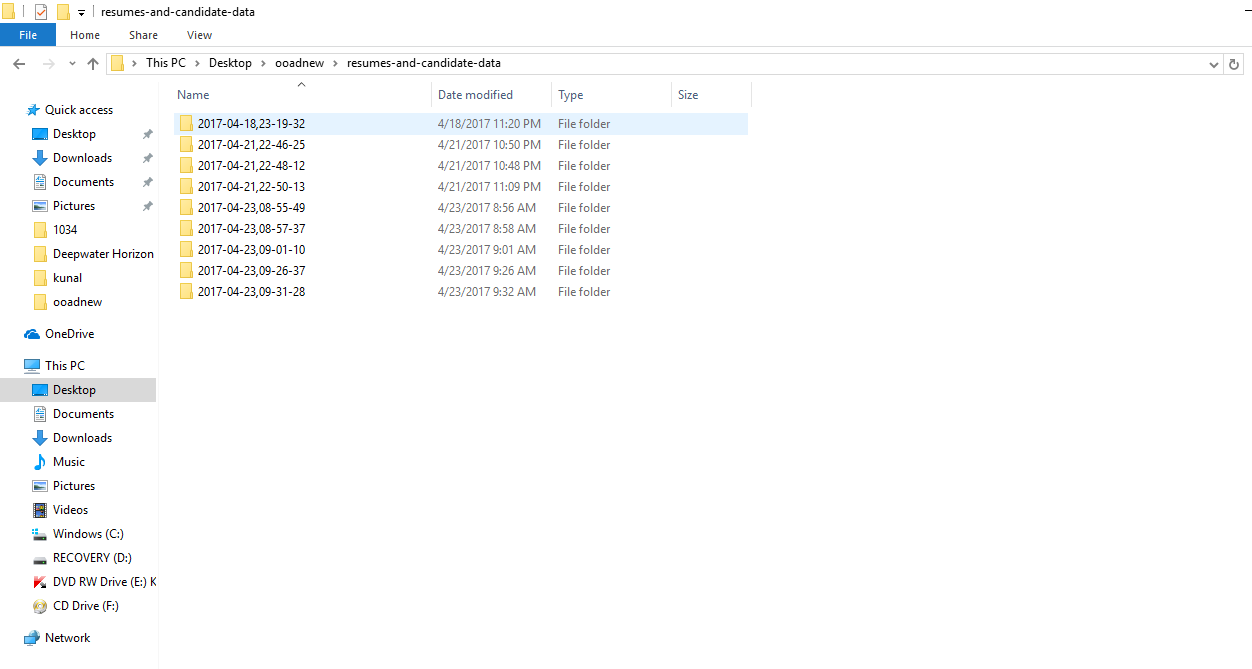 resumes-and-candidate-data
File Home Share View
This PC Desktop ooadnew resumes-and-candidate-data
Name Date modified Type Size
Quick access
Desktop
Downloads
Documents
Pictures
1034
Deepwater Horizon
kunal
ooadnew
OneDrive
This PC
Desktop
Documents
Downloads
Music
Pictures
Videos
Windows (C:)
RECOVERY (D:)
DVD RW Drive (E:) K
CD Drive (F:)
Network
2017-04-18,23-19-32 4/18/2017 11:20 PM File folder
2017-04-21,22-46-25 4/21/2017 10:50 PM File folder
2017-04-21,22-48-12 4/21/2017 10:48 PM File folder
2017-04-21,22-50-13 4/21/2017 11:09 PM File folder
2017-04-23,08-55-49 4/23/2017 8:56 AM File folder
2017-04-23,08-57-37 4/23/2017 8:58 AM File folder
2017-04-23,09-01-10 4/23/2017 9:01 AM File folder
2017-04-23,09-26-37 4/23/2017 9:26 AM File folder
2017-04-23,09-31-28 4/23/2017 9:32 AM File folder